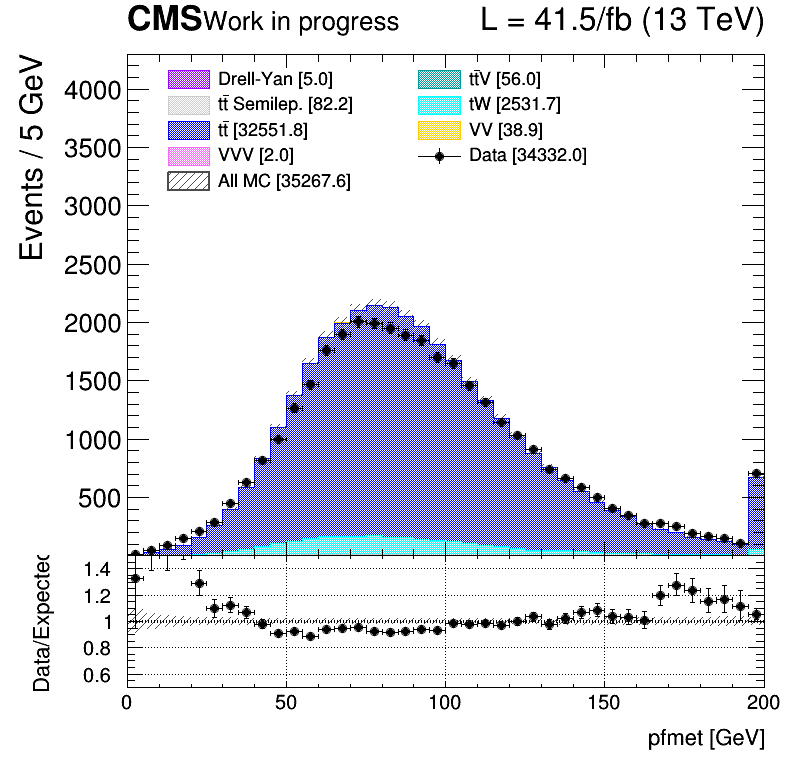 CMS Work in progress L = 41.5/fb (13 TeV)
Events / 5 GeV
4000
3500
3000
2500
2000
1500
1000
500
Drell-Yan [5.0]
tt̄ Semilep. [82.2]
tt̄ [32551.8]
VVV [2.0]
All MC [35267.6]
tt̄V [56.0]
tW [2531.7]
VV [38.9]
Data [34332.0]
Data/Expected
1.4
1.2
1
0.8
0.6
0 50 100 150 200
pfmet [GeV]